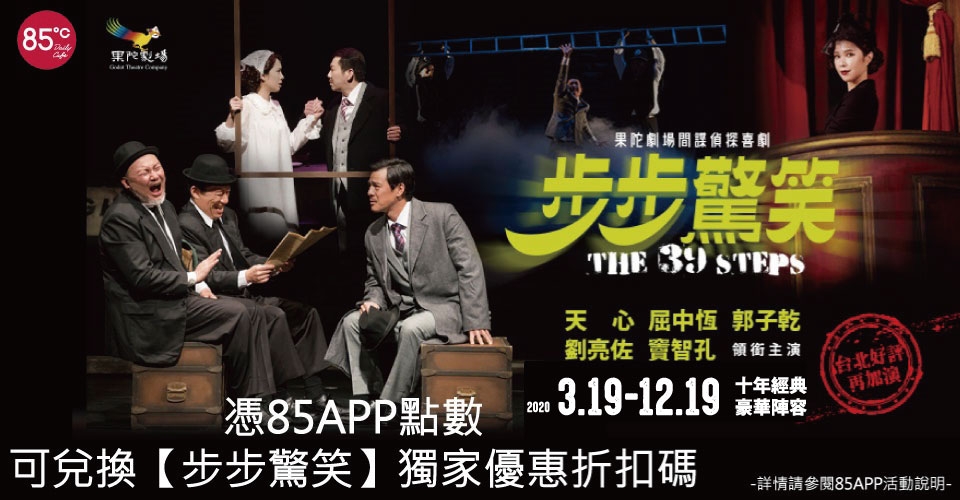 85°C
Daily
Cafe
果陀劇場
Godot Theatre Company
果陀劇場間諜偵探喜劇
步步驚笑
THE 39 STEPS
天　心 屈中恆 郭子乾
劉亮佐 竇智孔 領銜主演
台北好評
再加演
2020 3.19-12.19 十年經典
豪華陣容
憑85APP點數
可兌換【步步驚笑】獨家優惠折扣碼
-詳情請參閱85APP活動說明-